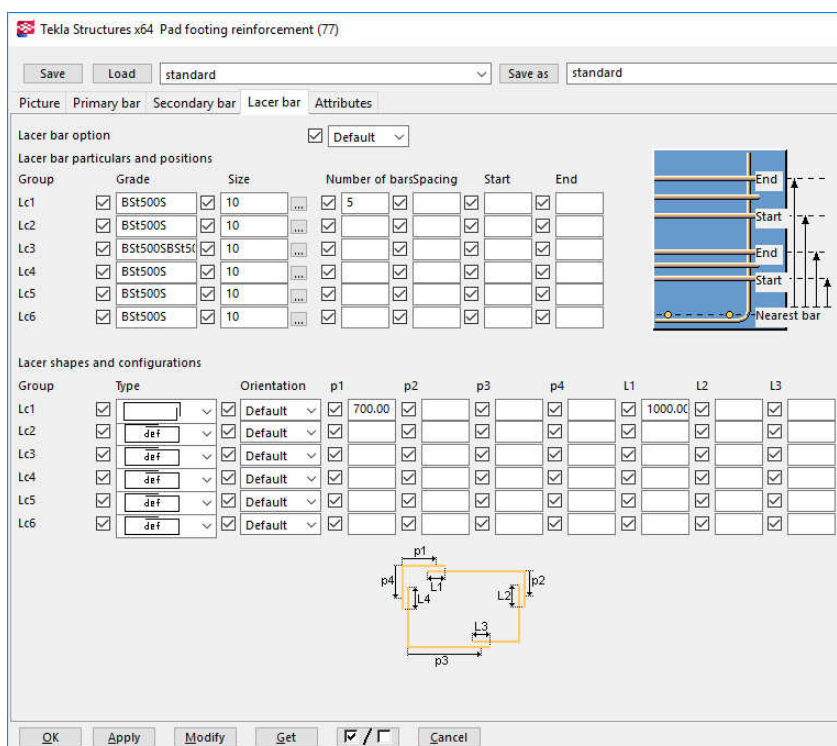 Tekla Structures x64 Pad footing reinforcement (77)
Save Load standard Save as standard
Picture Primary bar Secondary bar Lacer bar Attributes
Lacer bar option Default
Lacer bar particulars and positions
Group Grade Size Number of barsSpacing Start End
Lc1 BSt500S 10 ... 5
Lc2 BSt500S 10 ...
Lc3 BSt500SBSt50 10 ...
Lc4 BSt500S 10 ...
Lc5 BSt500S 10 ...
Lc6 BSt500S 10 ...
End
Start
End
Start
Nearest bar
Lacer shapes and configurations
Group Type Orientation p1 p2 p3 p4 L1 L2 L3
Lc1 Default 700.00 1000.00
Lc2 def Default
Lc3 def Default
Lc4 def Default
Lc5 def Default
Lc6 def Default
p1
p4 L1 p2
L4 L2
L3
p3
OK Apply Modify Get / Cancel